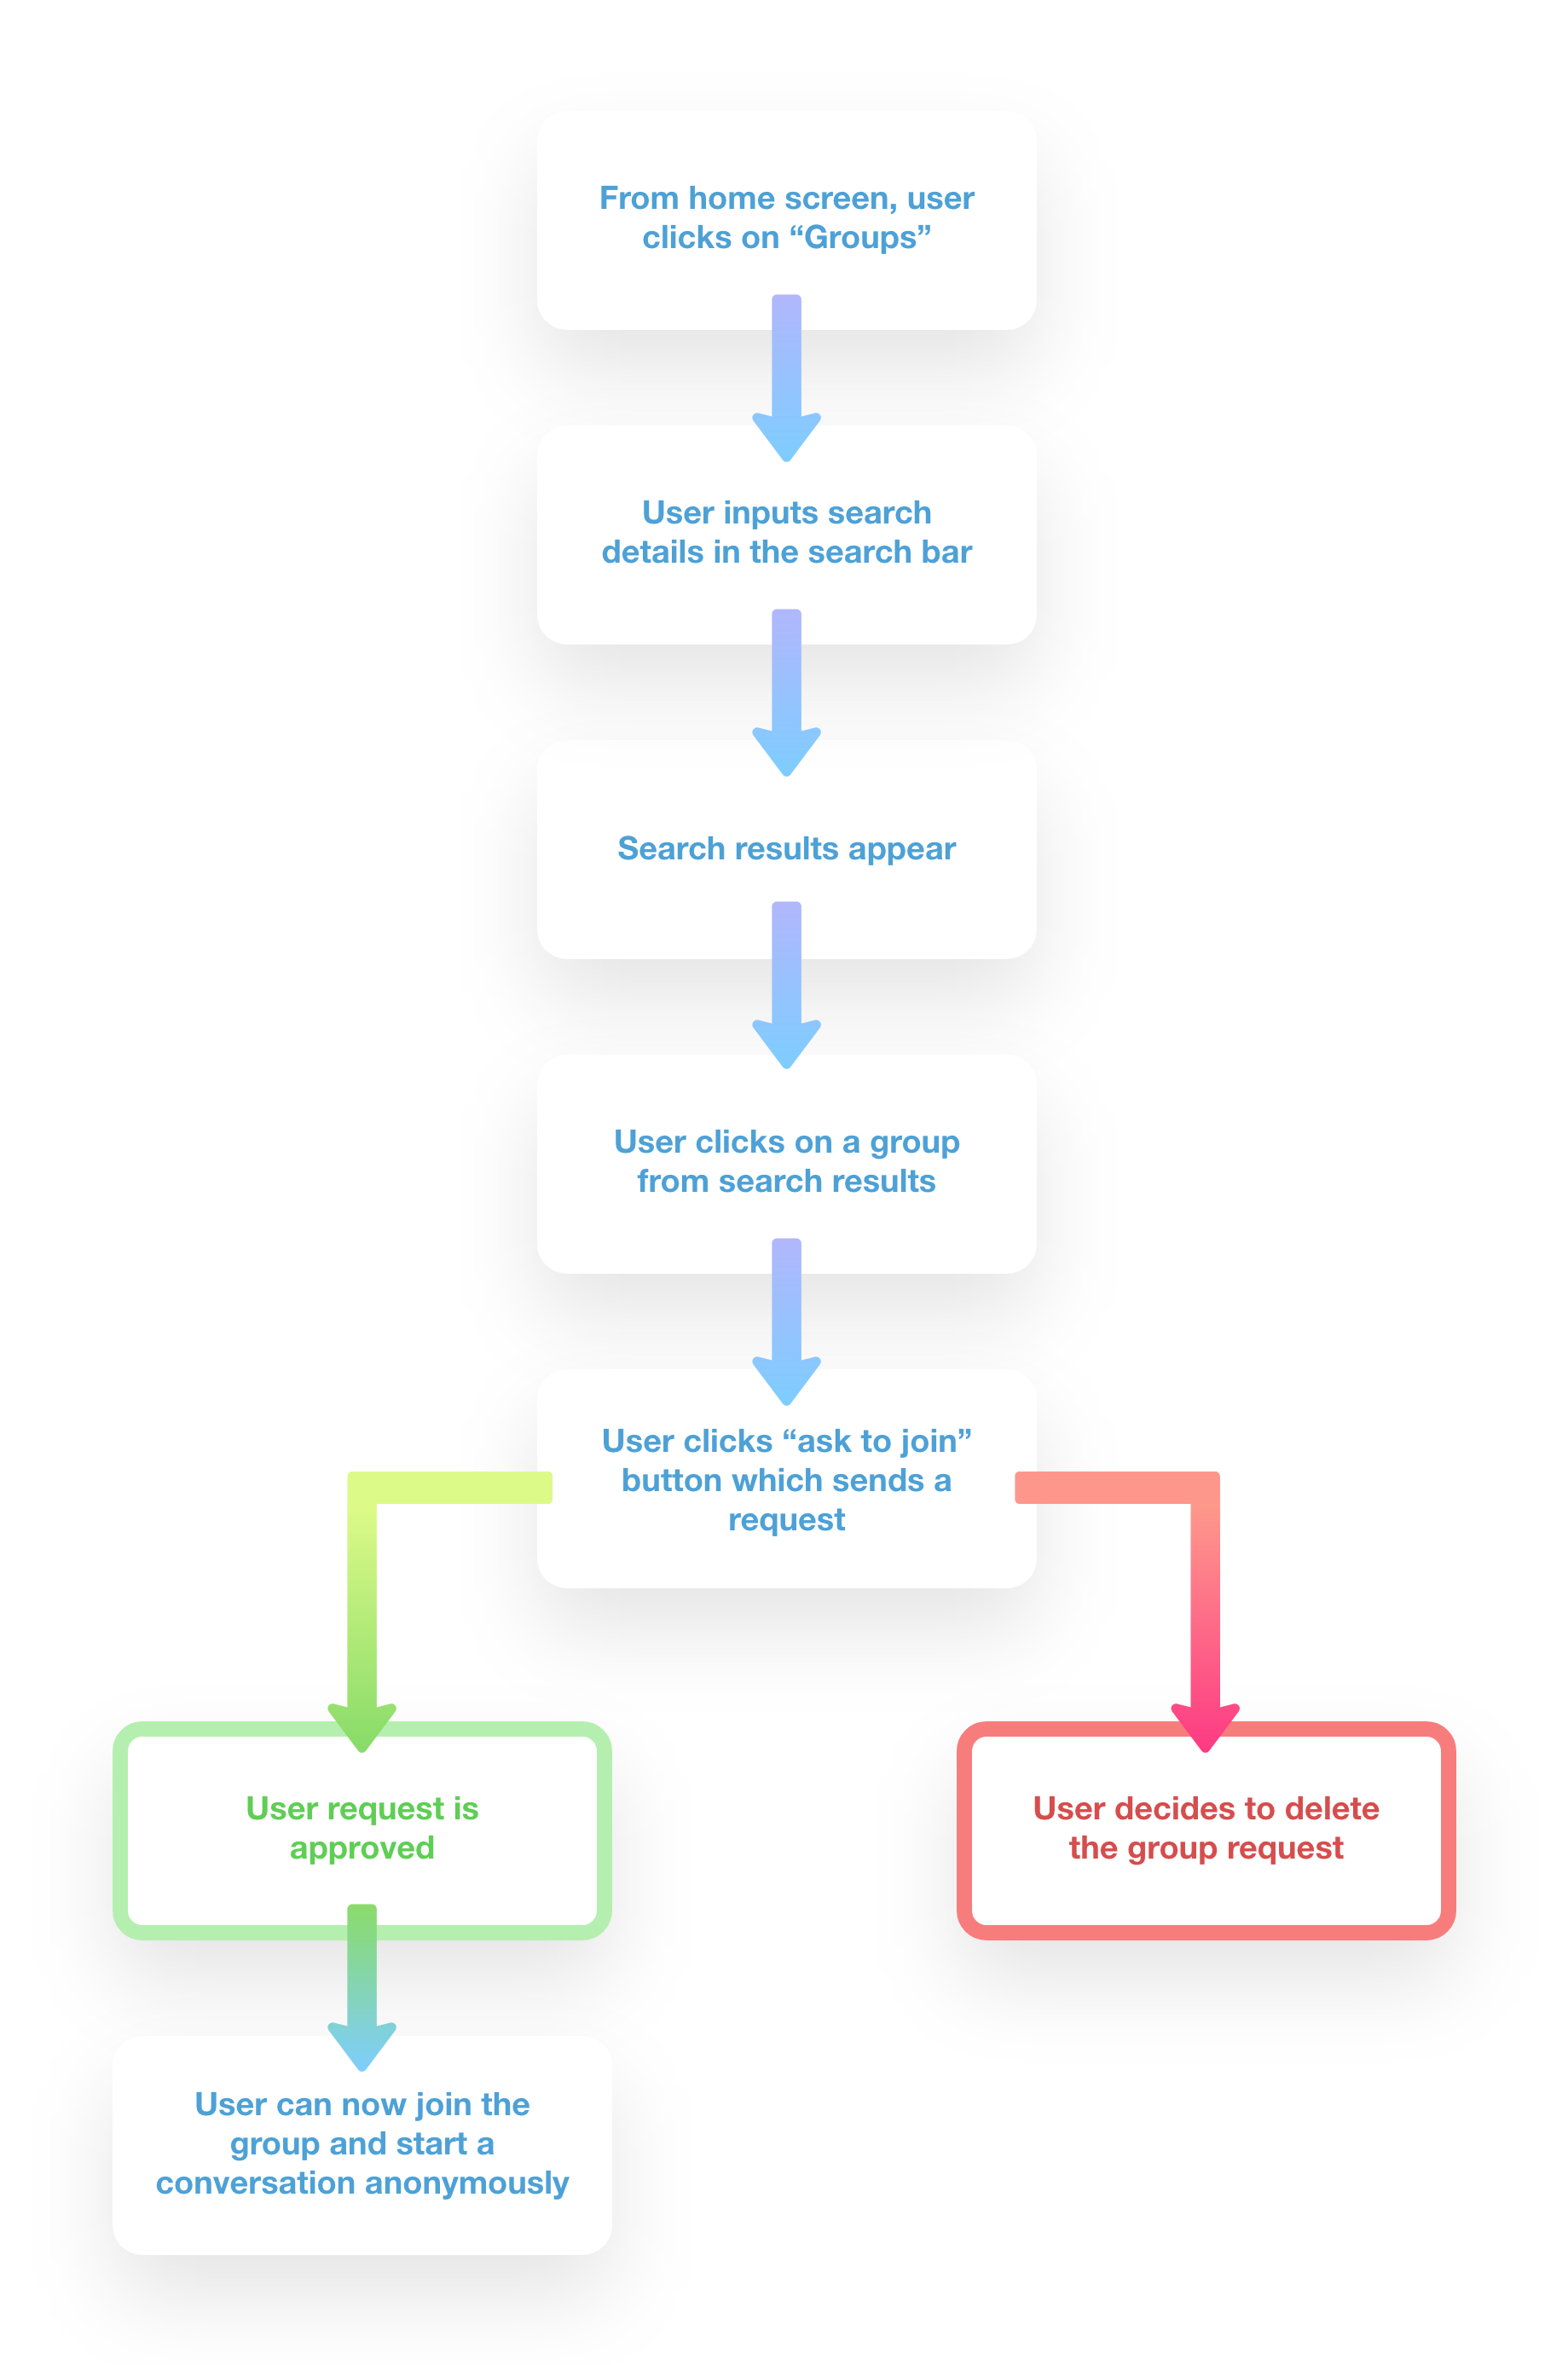 From home screen, user
clicks on “Groups”
User inputs search
details in the search bar
Search results appear
User clicks on a group
from search results
User clicks “ask to join”
button which sends a
request
User request is
approved
User decides to delete
the group request
User can now join the
group and start a
conversation anonymously